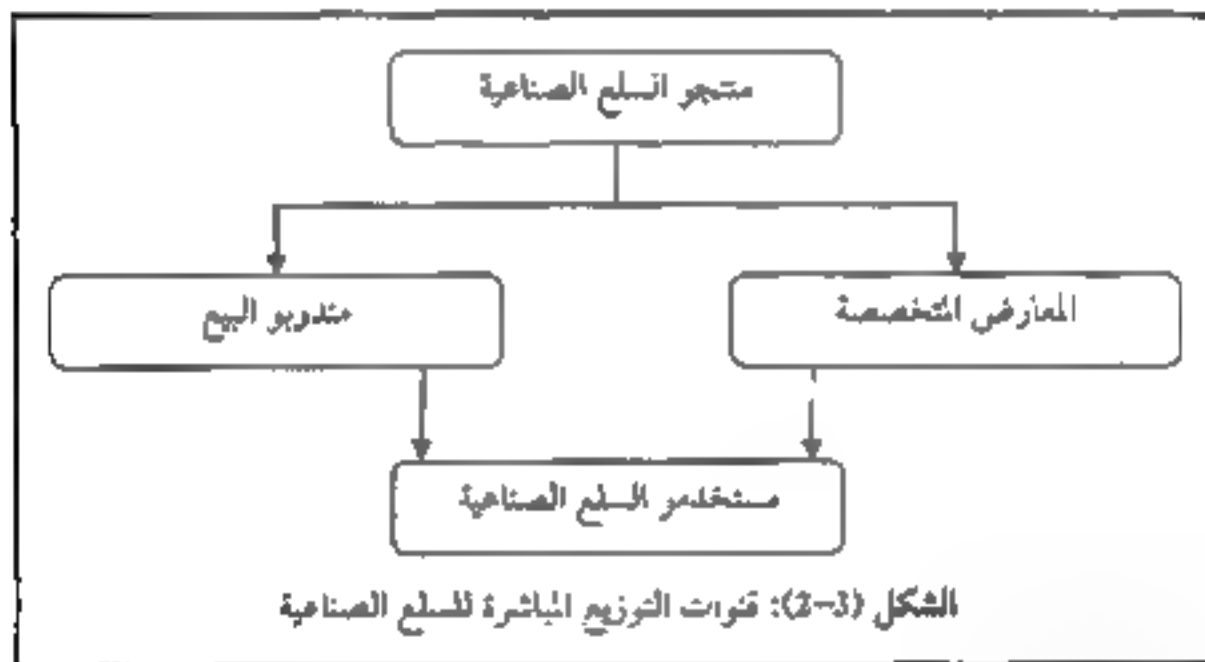 منتجو السلع الصناعية
المعارض المتخصصة
مندوبو البيع
مستخدمو السلع الصناعية
الشكل (3-2): قنوات التوزيع المباشرة للسلع الصناعية